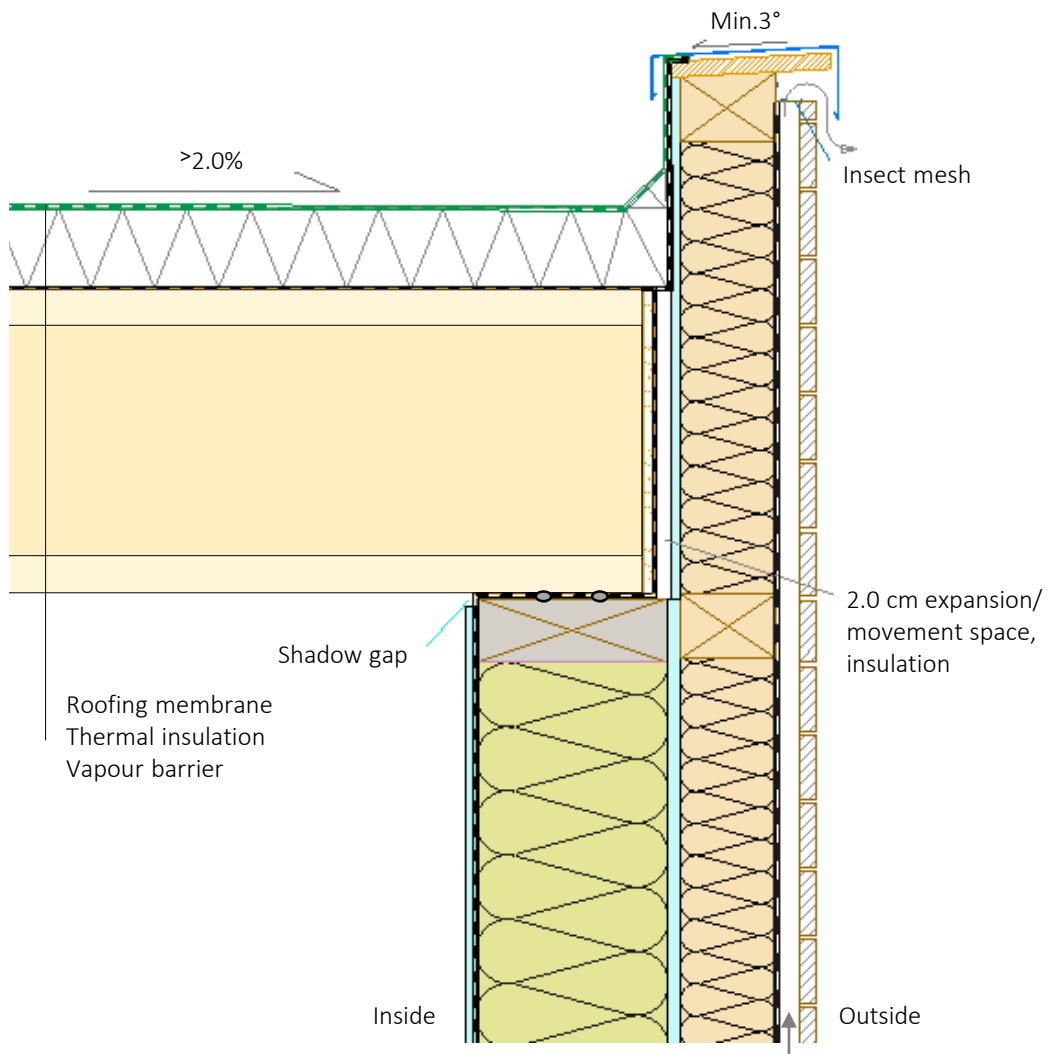 Min.3°
>2.0%
Insect mesh
2.0 cm expansion/
movement space,
insulation
Shadow gap
Roofing membrane
Thermal insulation
Vapour barrier
Inside
Outside